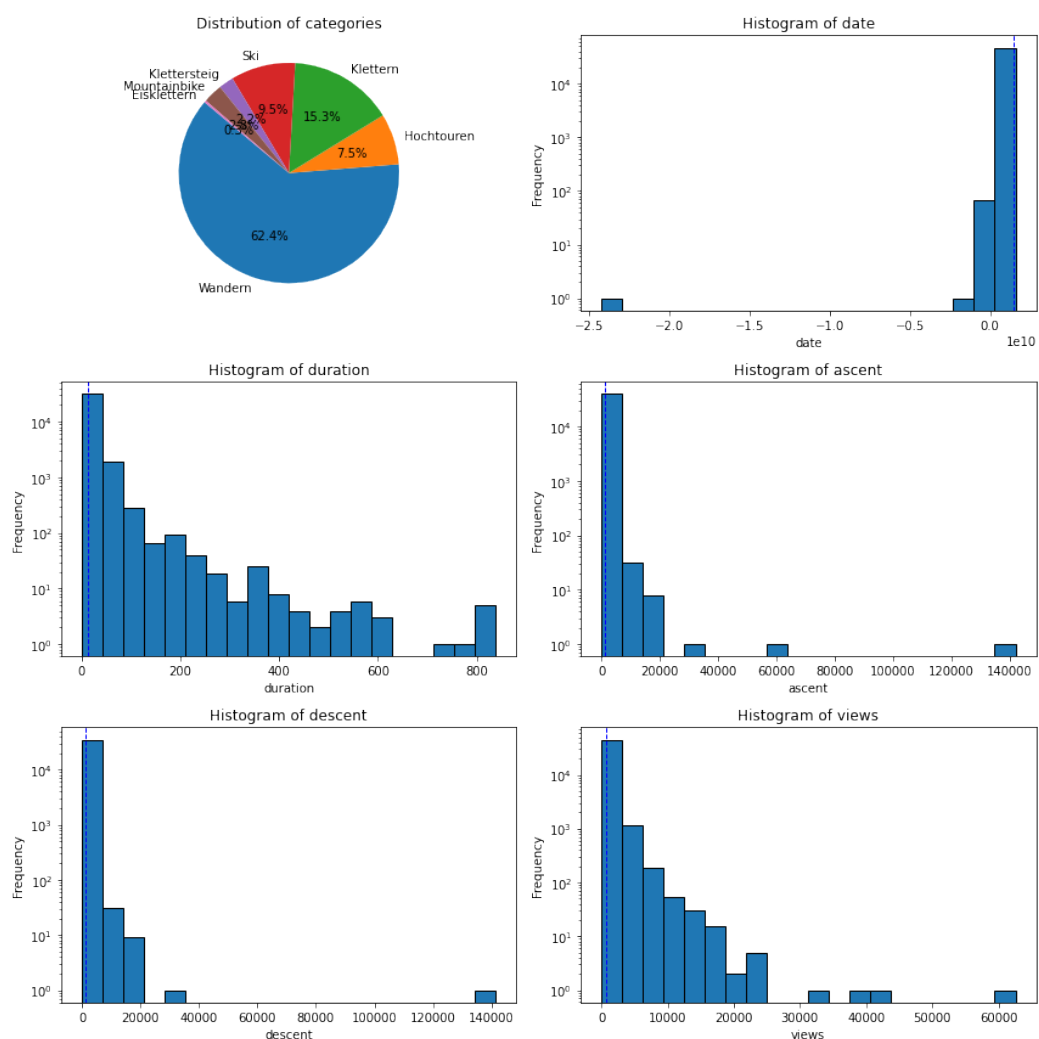 Distribution of categories
Ski
Klettern
Klettersteig
Mountainbike
Eisklettern
Hochtouren
Wandern
9.5%
15.3%
2.2%
7.5%
62.4%
Histogram of date
Frequency
10^4
10^3
10^2
10^1
10^0
−2.5 −2.0 −1.5 −1.0 −0.5 0.0
1e10
date
Histogram of duration
Frequency
10^4
10^3
10^2
10^1
10^0
0 200 400 600 800
duration
Histogram of ascent
Frequency
10^4
10^3
10^2
10^1
10^0
0 20000 40000 60000 80000 100000 120000 140000
ascent
Histogram of descent
Frequency
10^4
10^3
10^2
10^1
10^0
0 20000 40000 60000 80000 100000 120000 140000
descent
Histogram of views
Frequency
10^4
10^3
10^2
10^1
10^0
0 10000 20000 30000 40000 50000 60000
views